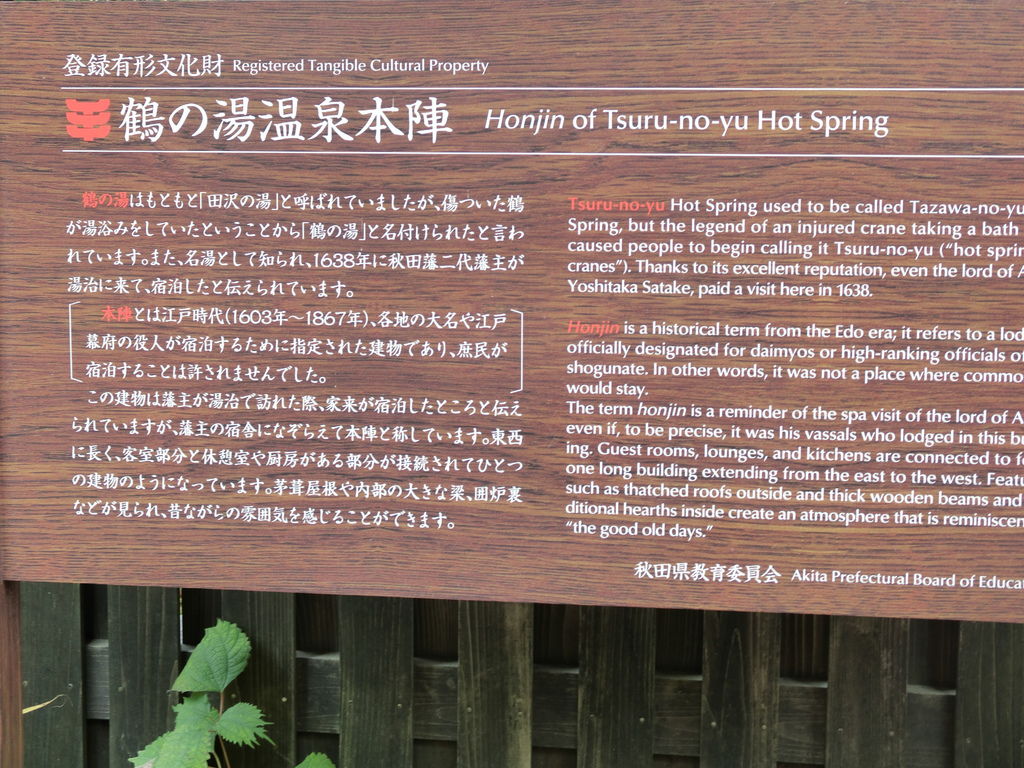 登録有形文化財 Registered Tangible Cultural Property
鶴の湯温泉本陣 Honjin of Tsuru-no-yu Hot Spring
鶴の湯はもともと「田沢の湯」と呼ばれていましたが、傷ついた鶴
が湯浴みをしていたということから「鶴の湯」と名付けられたと言わ
れています。また、名湯として知られ、1638年に秋田藩二代藩主が
湯治に来て、宿泊したと伝えられています。
本陣とは江戸時代(1603年〜1867年)、各地の大名や江戸
幕府の役人が宿泊するために指定された建物であり、庶民が
宿泊することは許されませんでした。
この建物は藩主が湯治で訪れた際、家来が宿泊したところと伝え
られていますが、藩主の宿舎になぞらえて本陣と称しています。東西
に長く、客室部分と休憩室や厨房がある部分が接続されてひとつ
の建物のようになっています。茅葺屋根や内部の大きな梁、囲炉裏
などが見られ、昔ながらの雰囲気を感じることができます。
Tsuru-no-yu Hot Spring used to be called Tazawa-no-yu
Spring, but the legend of an injured crane taking a bath
caused people to begin calling it Tsuru-no-yu ("hot sprin
cranes"). Thanks to its excellent reputation, even the lord of A
Yoshitaka Satake, paid a visit here in 1638.
Honjin is a historical term from the Edo era; it refers to a lod
officially designated for daimyos or high-ranking officials of
shogunate. In other words, it was not a place where commo
would stay.
The term honjin is a reminder of the spa visit of the lord of A
even if, to be precise, it was his vassals who lodged in this bu
ing. Guest rooms, lounges, and kitchens are connected to fo
one long building extending from the east to the west. Featu
such as thatched roofs outside and thick wooden beams and
ditional hearths inside create an atmosphere that is reminiscen
"the good old days."
秋田県教育委員会 Akita Prefectural Board of Educat